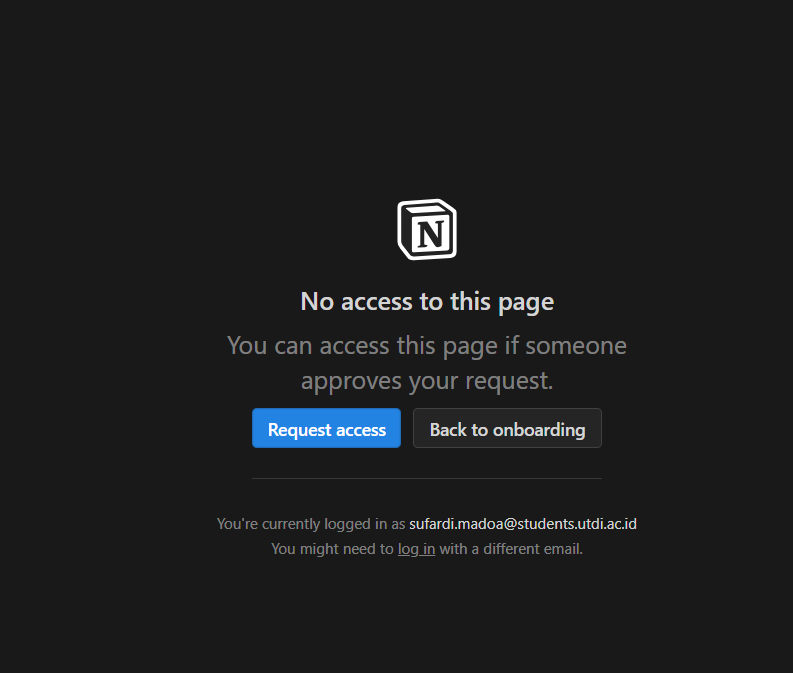 N
No access to this page
You can access this page if someone
approves your request.
Request access
Back to onboarding
You're currently logged in as sufardi.madoa@students.utdi.ac.id
You might need to log in with a different email.